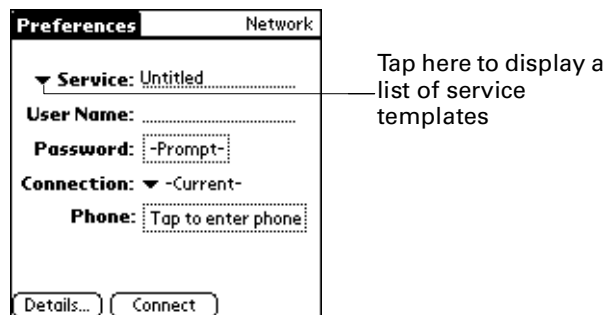 Preferences Network
Service: Untitled
User Name:
Password: -Prompt-
Connection: -Current-
Phone: Tap to enter phone
Details... Connect
Tap here to display a
list of service
templates